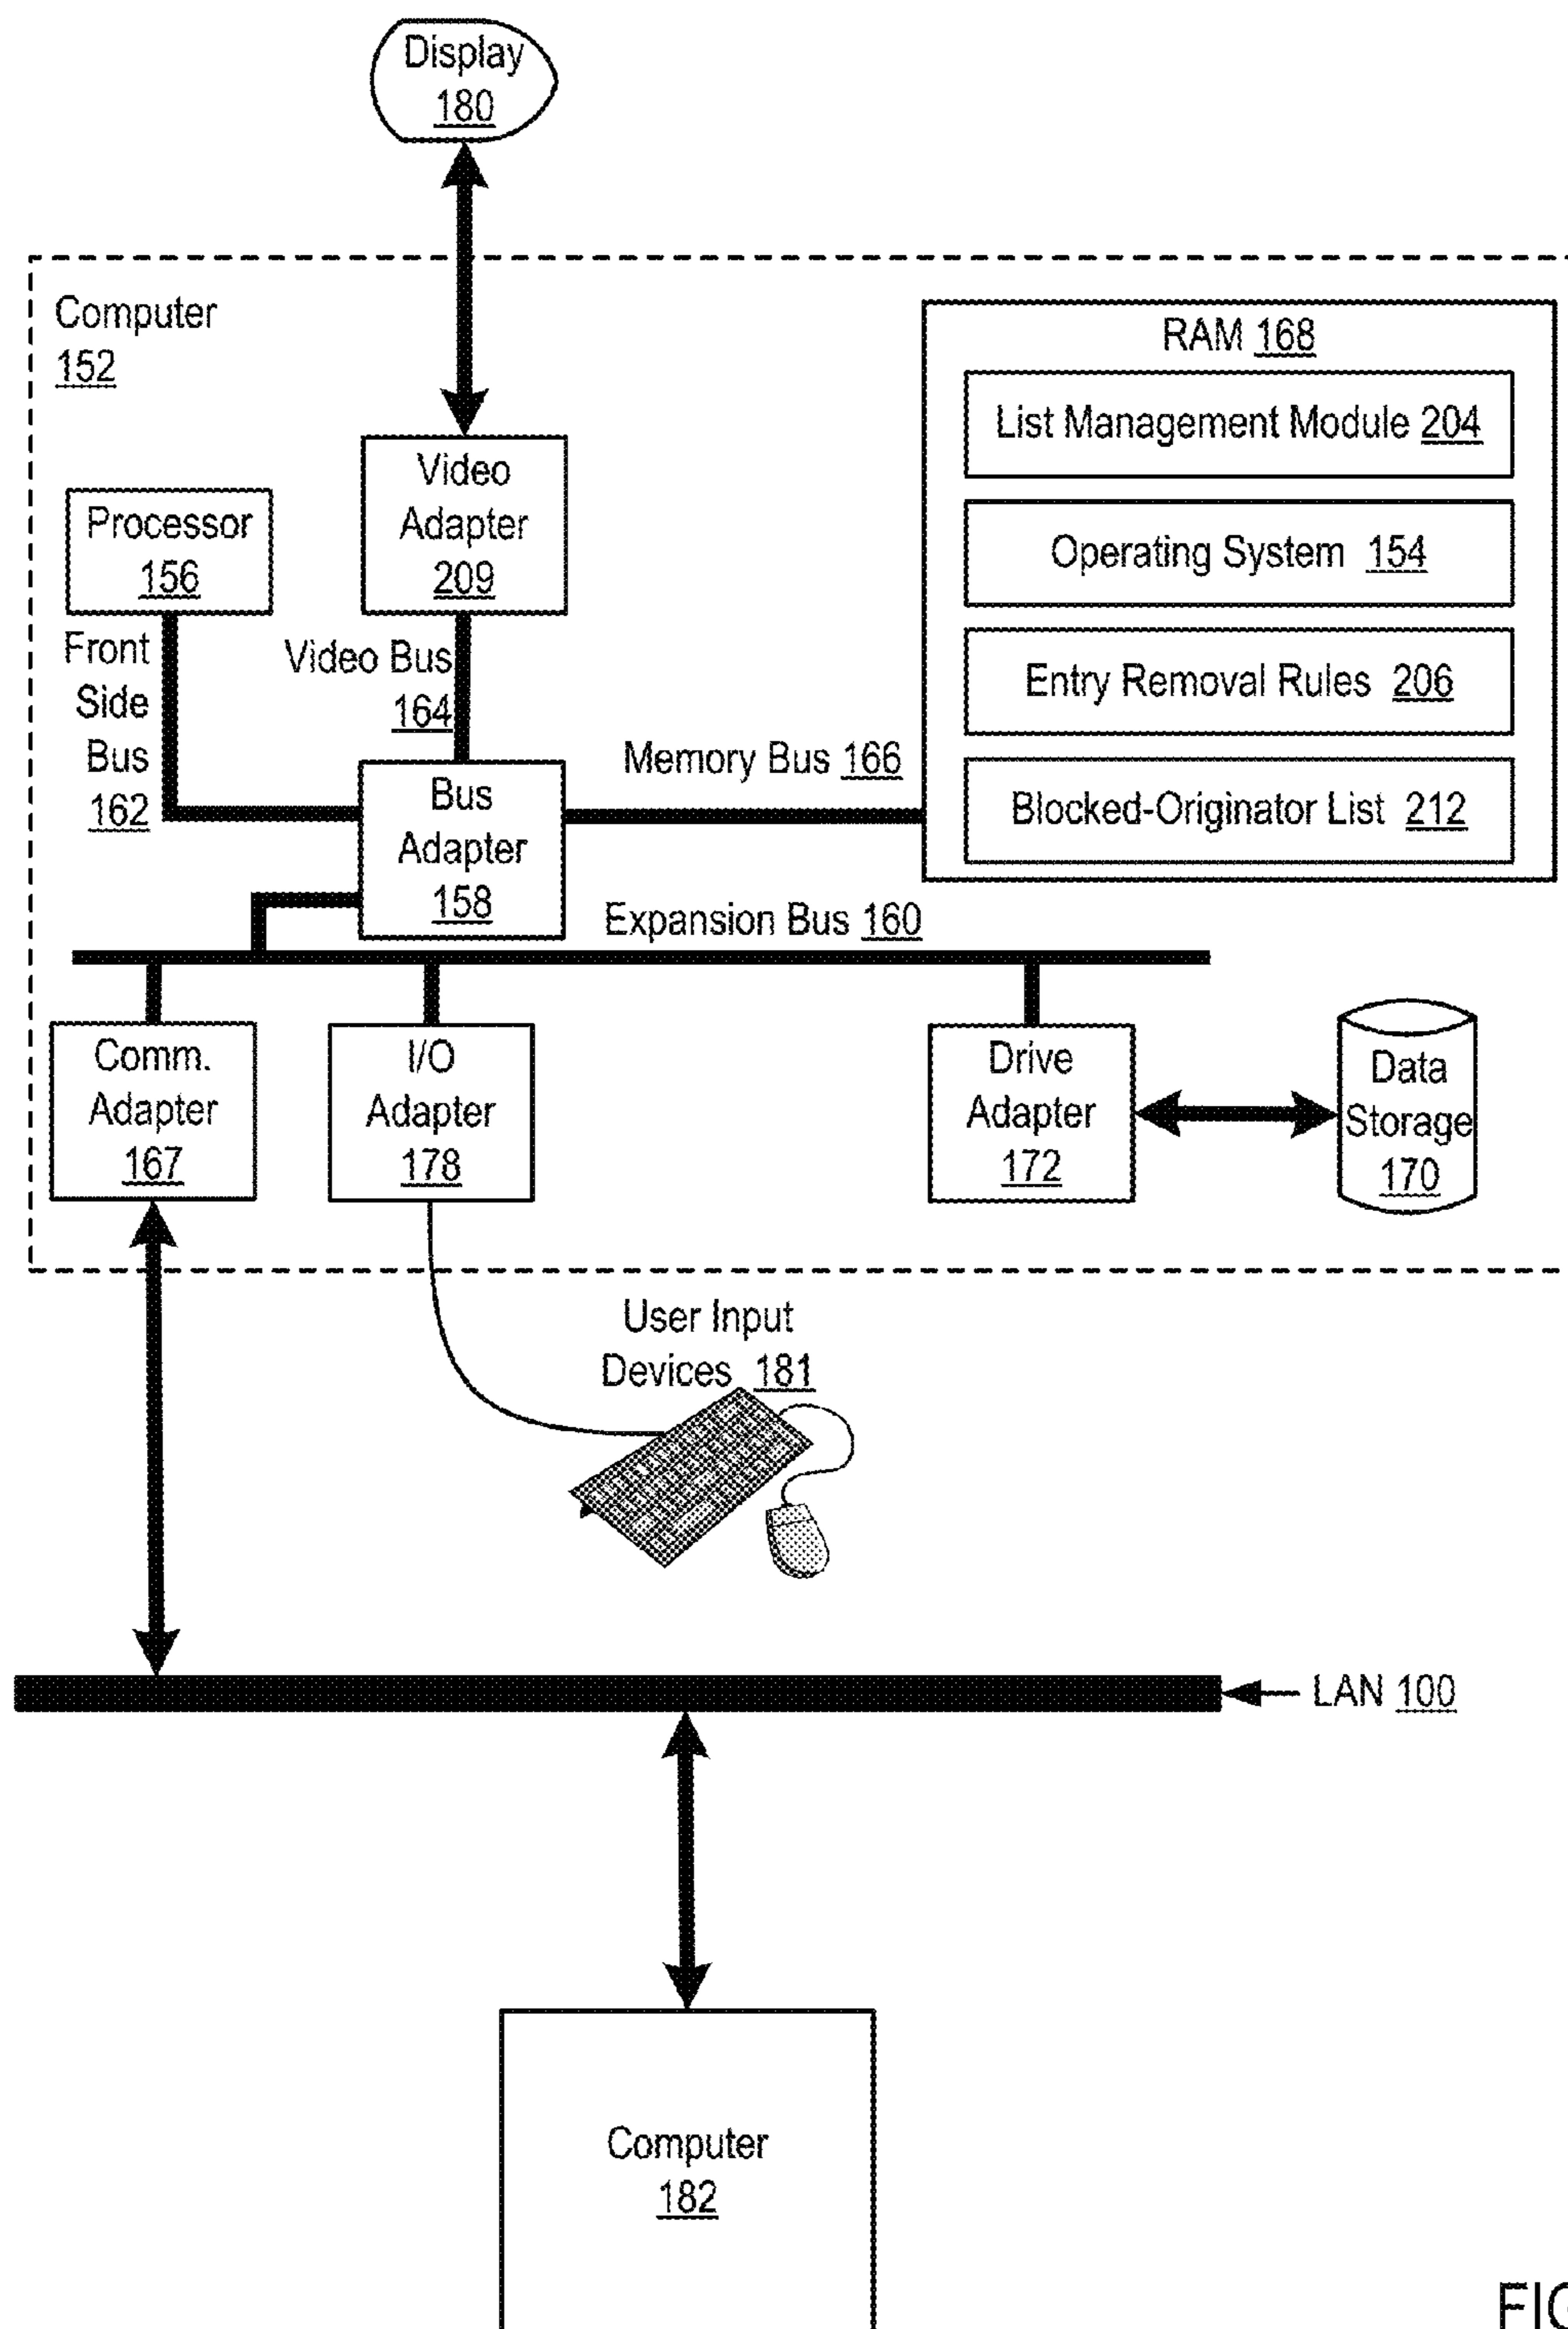 Display
180
Computer
152
RAM 168
List Management Module 204
Operating System 154
Entry Removal Rules 206
Blocked-Originator List 212
Video
Adapter
209
Processor
156
Front
Side
Bus
162
Video Bus
164
Memory Bus 166
Bus
Adapter
158
Expansion Bus 160
Comm.
Adapter
167
I/O
Adapter
178
Drive
Adapter
172
Data
Storage
170
User Input
Devices 181
LAN 100
Computer
182
FIG